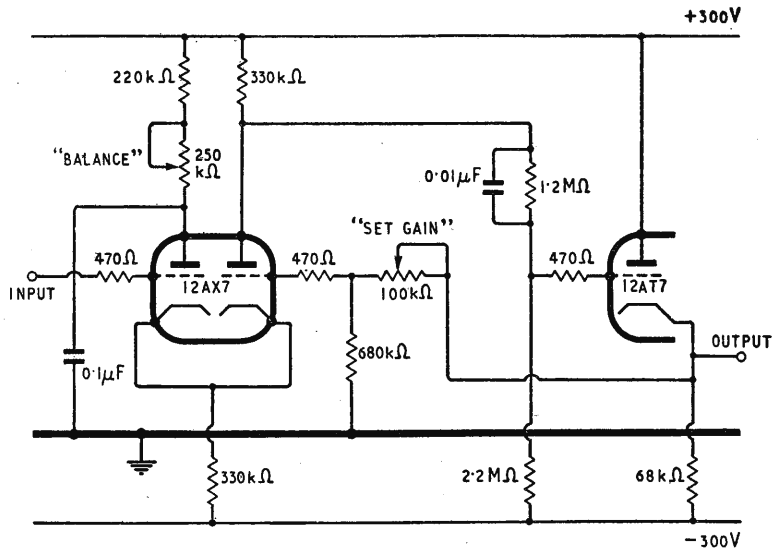 +300V
220kΩ
330kΩ
"BALANCE"
250
kΩ
0·01μF
1·2MΩ
"SET GAIN"
470Ω
470Ω
470Ω
INPUT
12AX7
100kΩ
12AT7
OUTPUT
0·1μF
680kΩ
330kΩ
2·2MΩ
68kΩ
-300V